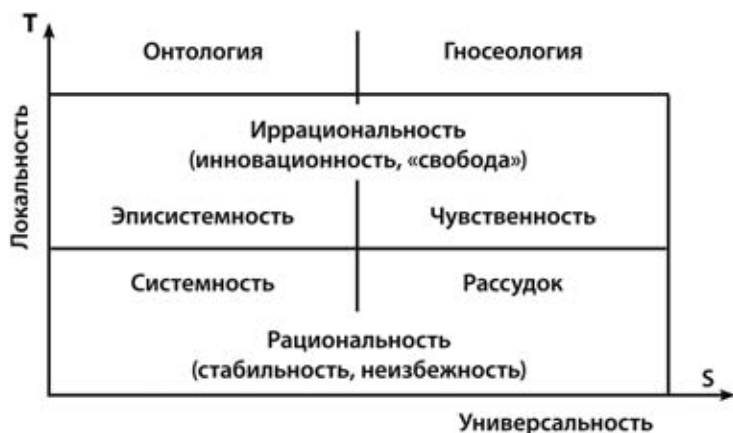 T
Онтология
Гносеология
Иррациональность
(инновационность, «свобода»)
Локальность
Эписистемность
Чувственность
Системность
Рассудок
Рациональность
(стабильность, неизбежность)
S
Универсальность